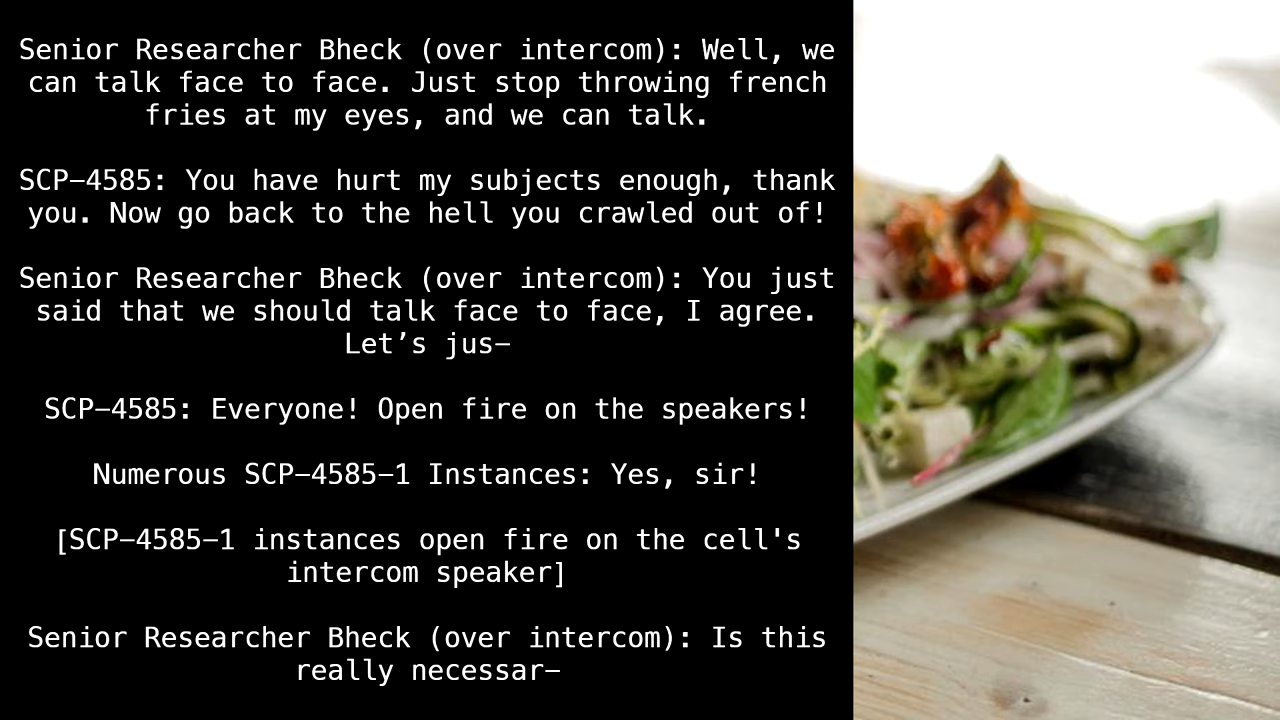 Senior Researcher Bheck (over intercom): Well, we
can talk face to face. Just stop throwing french
fries at my eyes, and we can talk.
SCP–4585: You have hurt my subjects enough, thank
you. Now go back to the hell you crawled out of!
Senior Researcher Bheck (over intercom): You just
said that we should talk face to face, I agree.
Let’s jus–
SCP–4585: Everyone! Open fire on the speakers!
Numerous SCP–4585–1 Instances: Yes, sir!
[SCP–4585–1 instances open fire on the cell's
intercom speaker]
Senior Researcher Bheck (over intercom): Is this
really necessar–